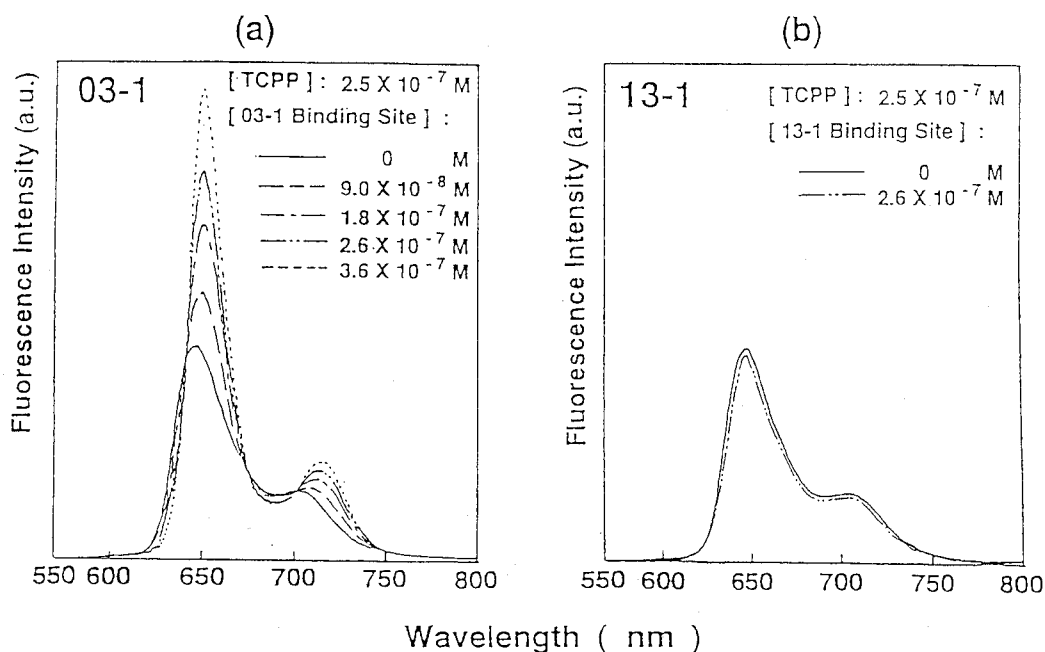 (a)
03-1
[ TCPP ] : 2.5 X 10⁻⁷ M
[ 03-1 Binding Site ] :
0 M
9.0 X 10⁻⁸ M
1.8 X 10⁻⁷ M
2.6 X 10⁻⁷ M
3.6 X 10⁻⁷ M
Fluorescence Intensity (a.u.)
550 600 650 700 750 800
(b)
13-1
[TCPP] : 2.5 X 10⁻⁷ M
[ 13-1 Binding Site ] :
0 M
2.6 X 10⁻⁷ M
Fluorescence Intensity (a.u.)
550 600 650 700 750 800
Wavelength ( nm )